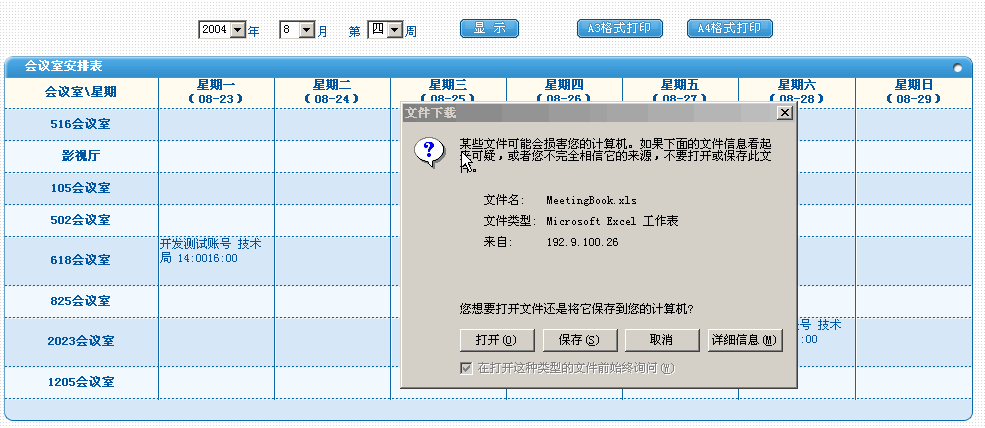 2004 年 8 月 第 四 周 显 示 A3格式打印 A4格式打印
会议室安排表
会议室\星期 星期一 星期二 星期三 星期四 星期五 星期六 星期日
(08-23) (08-24) (08-25) (08-26) (08-27) (08-28) (08-29)
516会议室
影视厅
105会议室
502会议室
618会议室
开发测试账号 技术
局 14:0016:00
825会议室
2023会议室
号 技术
:00
1205会议室
文件下载
某些文件可能会损害您的计算机。如果下面的文件信息看起
可疑，或者您不完全相信它的来源，不要打开或保存此文
件。
文件名: MeetingBook.xls
文件类型: Microsoft Excel 工作表
来自: 192.9.100.26
您想要打开文件还是将它保存到您的计算机?
打开(O) 保存(S) 取消 详细信息(M)
在打开这种类型的文件前始终询问(W)